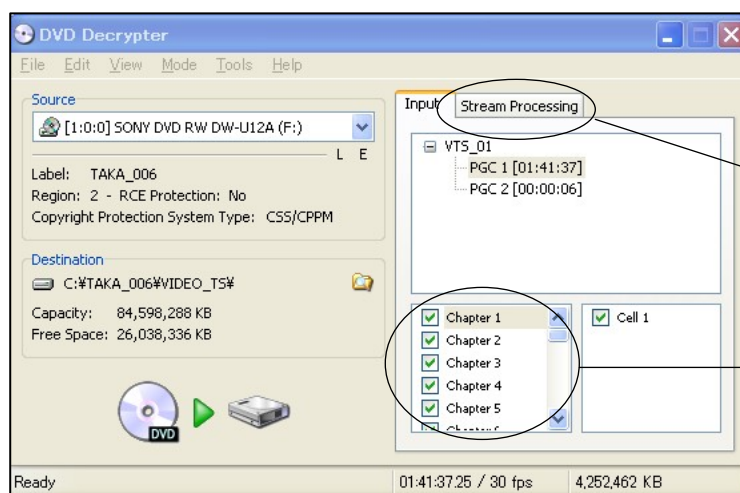 DVD Decrypter
File Edit View Mode Tools Help
Source
[1:0:0] SONY DVD RW DW-U12A (F:)
L E
Label: TAKA_006
Region: 2 - RCE Protection: No
Copyright Protection System Type: CSS/CPPM
Destination
C:¥TAKA_006¥VIDEO_TS¥
Capacity: 84,598,288 KB
Free Space: 26,038,336 KB
DVD
Input Stream Processing
VTS_01
PGC 1 [01:41:37]
PGC 2 [00:00:06]
Chapter 1
Chapter 2
Chapter 3
Chapter 4
Chapter 5
Cell 1
Ready
01:41:37.25 / 30 fps
4,252,462 KB